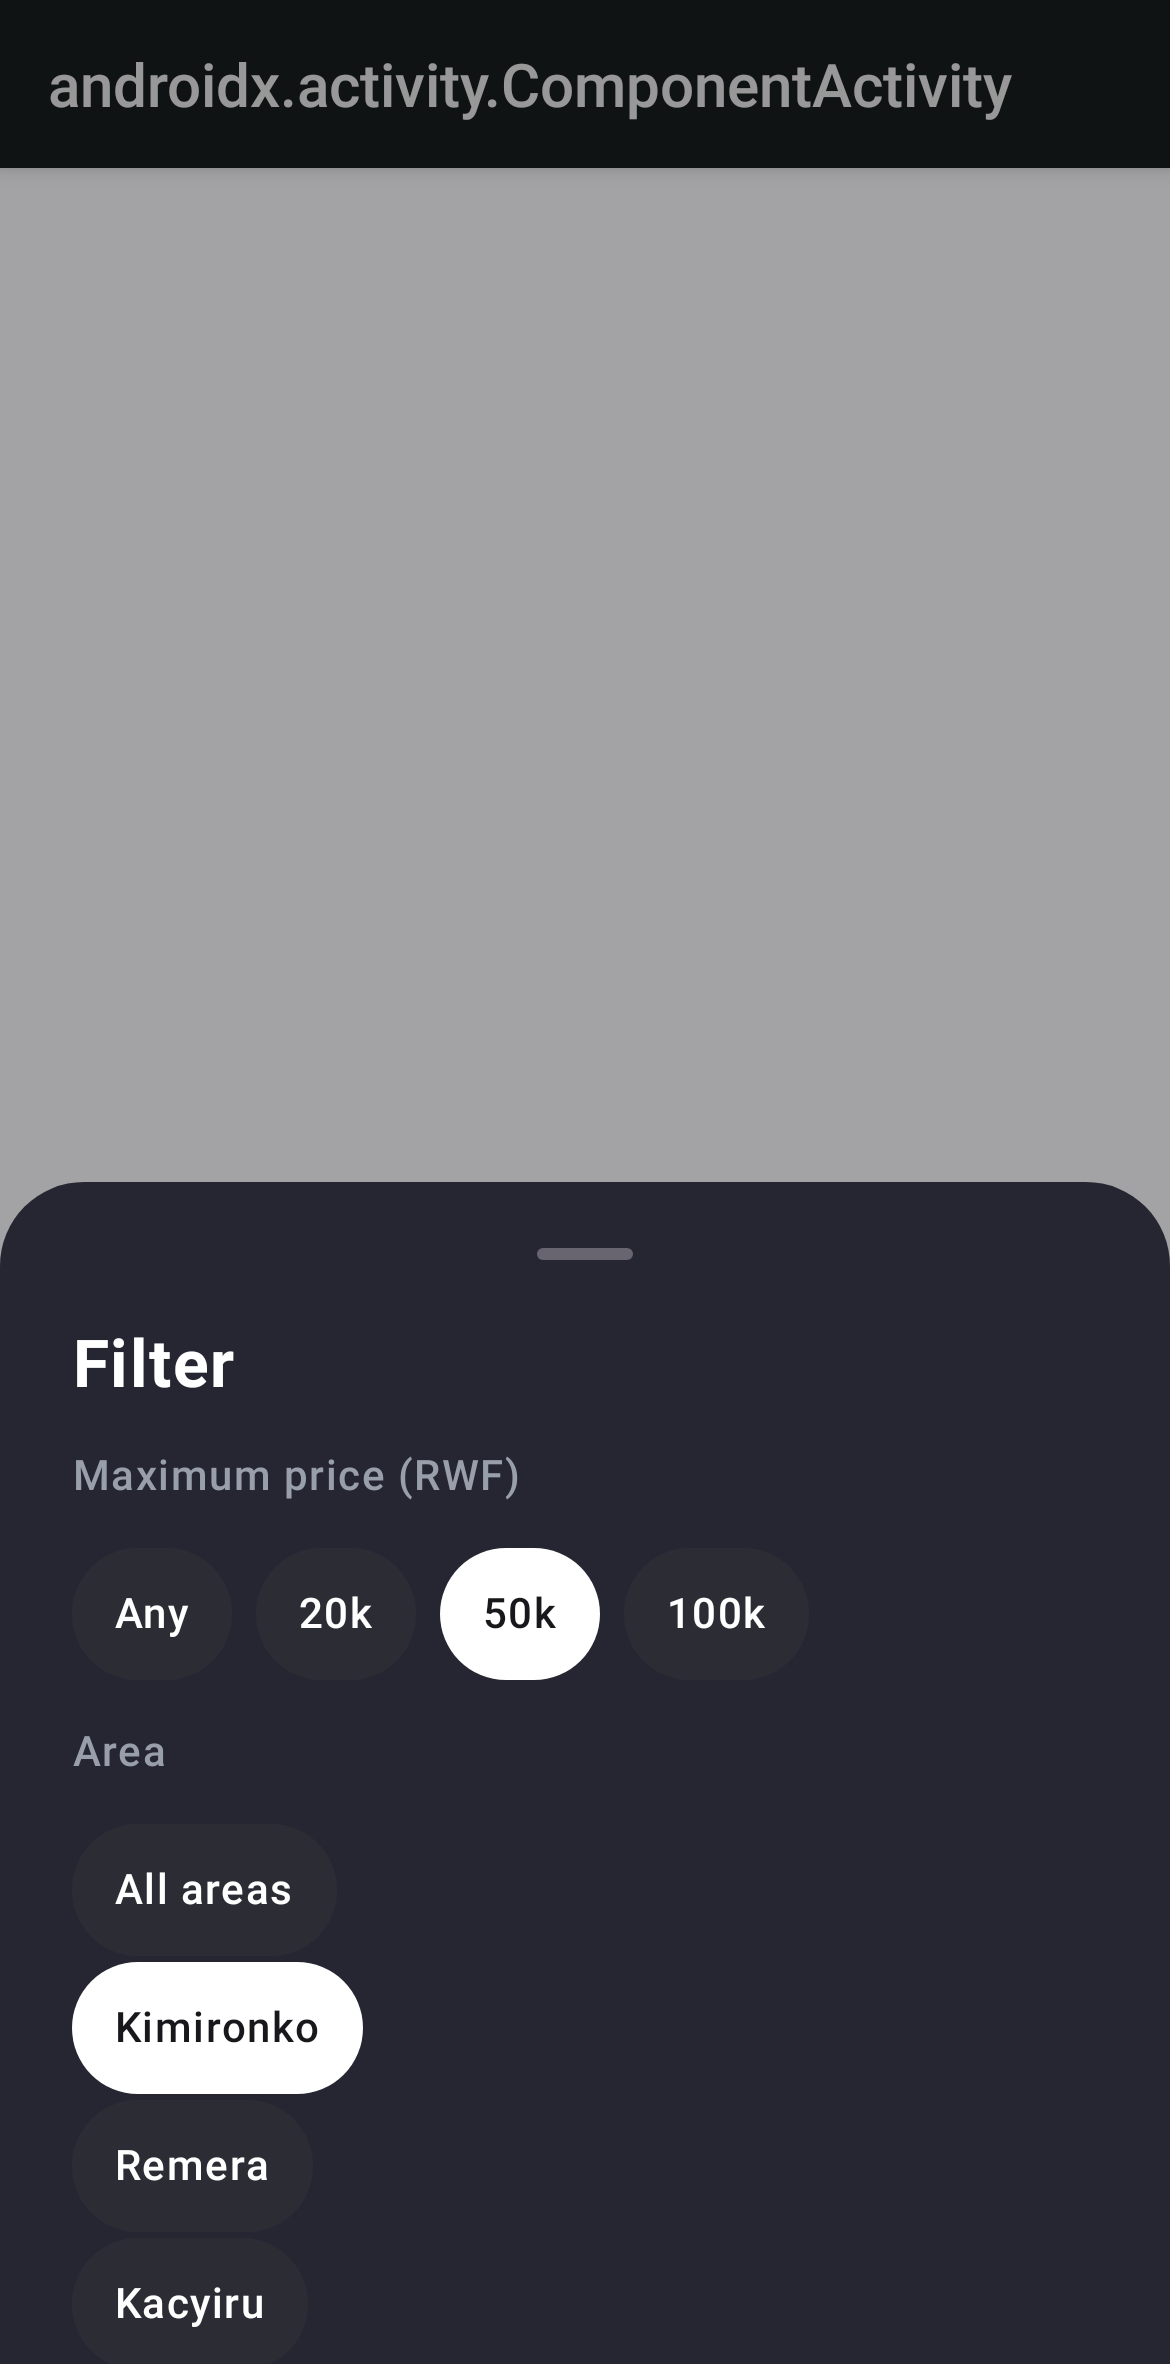 androidx.activity.ComponentActivity
Filter
Maximum price (RWF)
Any 20k 50k 100k
Area
All areas
Kimironko
Remera
Kacyiru